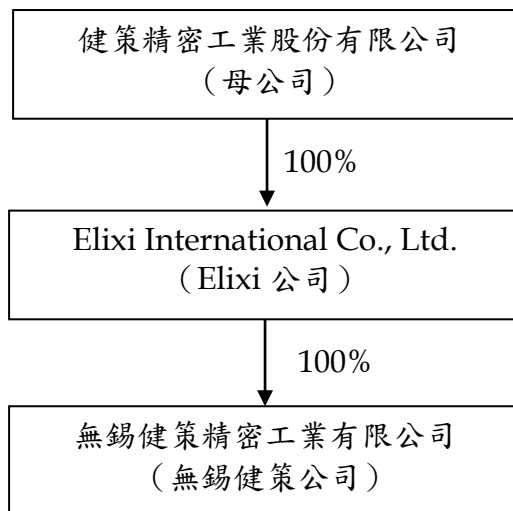 健策精密工業股份有限公司
（母公司）
100%
Elixi International Co., Ltd.
（Elixi 公司）
100%
無錫健策精密工業有限公司
（無錫健策公司）